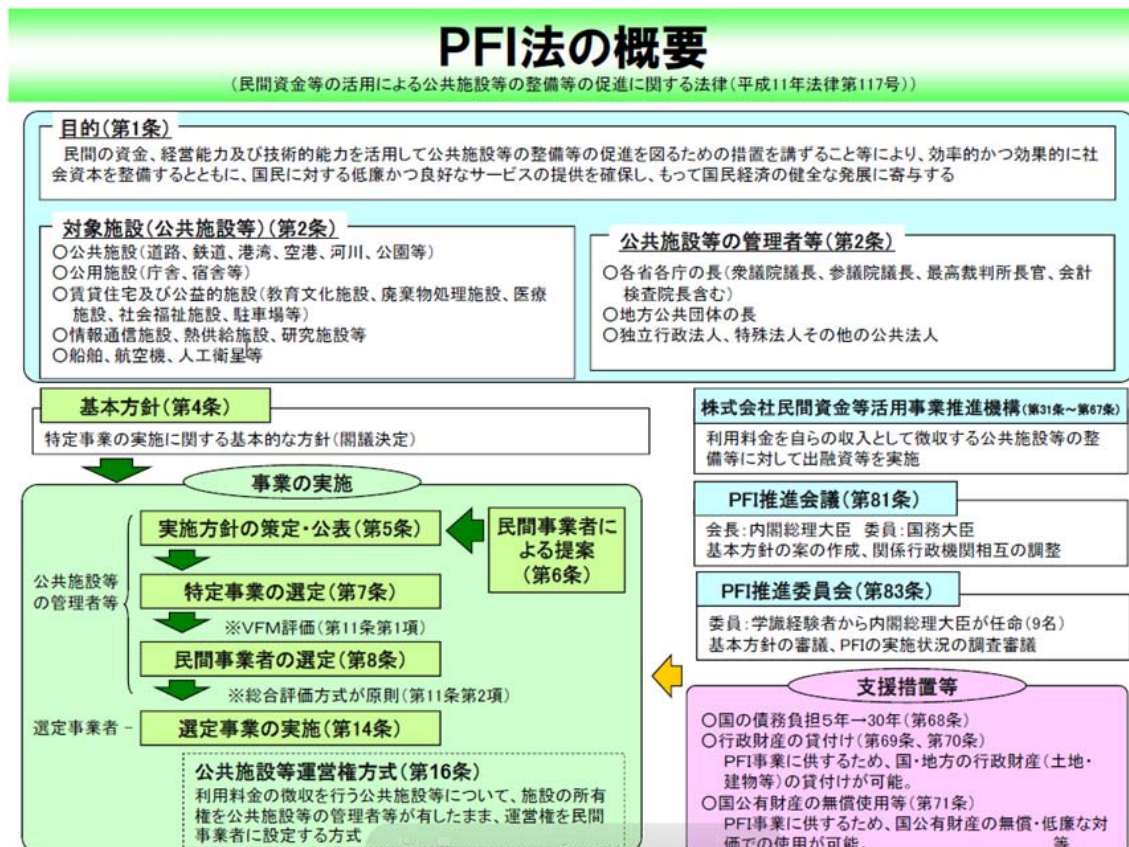 PFI法の概要
(民間資金等の活用による公共施設等の整備等の促進に関する法律(平成11年法律第117号))
目的(第1条)
民間の資金、経営能力及び技術的能力を活用して公共施設等の整備等の促進を図るための措置を講ずること等により、効率的かつ効果的に社
会資本を整備するとともに、国民に対する低廉かつ良好なサービスの提供を確保し、もって国民経済の健全な発展に寄与する
対象施設(公共施設等)(第2条)
○公共施設(道路、鉄道、港湾、空港、河川、公園等)
○公用施設(庁舎、宿舎等)
○賃貸住宅及び公益的施設(教育文化施設、廃棄物処理施設、医療
施設、社会福祉施設、駐車場等)
○情報通信施設、熱供給施設、研究施設等
○船舶、航空機、人工衛星等
公共施設等の管理者等(第2条)
○各省各庁の長(衆議院議長、参議院議長、最高裁判所長官、会計
検査院長含む)
○地方公共団体の長
○独立行政法人、特殊法人その他の公共法人
基本方針(第4条)
特定事業の実施に関する基本的な方針(閣議決定)
事業の実施
公共施設等
の管理者等
実施方針の策定・公表(第5条)
民間事業者に
よる提案
(第6条)
特定事業の選定(第7条)
※VFM評価(第11条第1項)
民間事業者の選定(第8条)
※総合評価方式が原則(第11条第2項)
選定事業者－
選定事業の実施(第14条)
公共施設等運営権方式(第16条)
利用料金の徴収を行う公共施設等について、施設の所有
権を公共施設等の管理者等が有したまま、運営権を民間
事業者に設定する方式
株式会社民間資金等活用事業推進機構(第31条～第67条)
利用料金を自らの収入として徴収する公共施設等の整
備等に対して出融資等を実施
PFI推進会議(第81条)
会長:内閣総理大臣 委員:国務大臣
基本方針の案の作成、関係行政機関相互の調整
PFI推進委員会(第83条)
委員:学識経験者から内閣総理大臣が任命(9名)
基本方針の審議、PFIの実施状況の調査審議
支援措置等
○国の債務負担5年→30年(第68条)
○行政財産の貸付け(第69条、第70条)
PFI事業に供するため、国・地方の行政財産(土地・
建物等)の貸付けが可能。
○国公有財産の無償使用等(第71条)
PFI事業に供するため、国公有財産の無償・低廉な対
価での使用が可能。 等